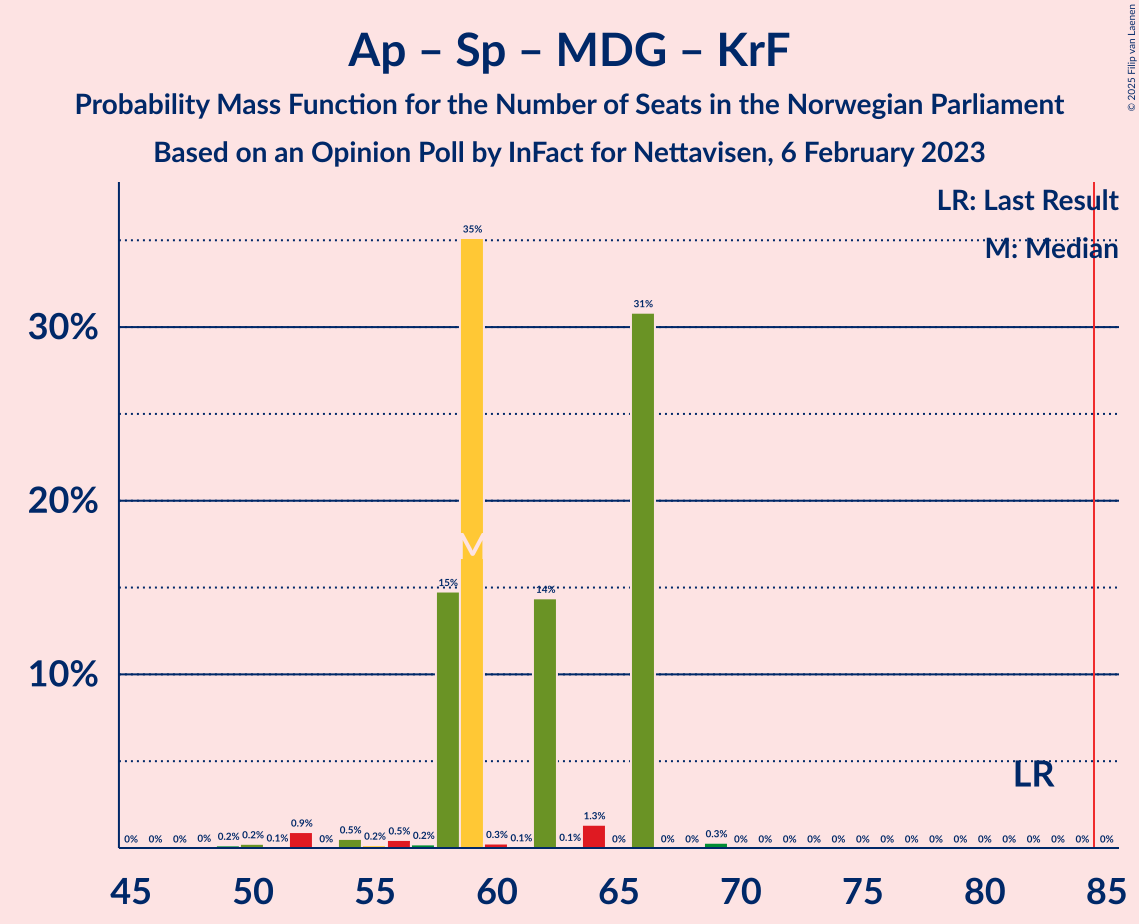 Ap – Sp – MDG – KrF
Probability Mass Function for the Number of Seats in the Norwegian Parliament
Based on an Opinion Poll by InFact for Nettavisen, 6 February 2023
© 2025 Filip van Laenen
LR: Last Result
M: Median
30%
20%
10%
0% 0% 0% 0% 0.2% 0.2% 0.1% 0.9% 0% 0.5% 0.2% 0.5% 0.2% 15% 35% 0.3% 0.1% 14% 0.1% 1.3% 0% 31% 0% 0% 0.3% 0% 0% 0% 0% 0% 0% 0% 0% 0% 0% 0% 0% 0% 0% 0% 0%
M
LR
45 50 55 60 65 70 75 80 85